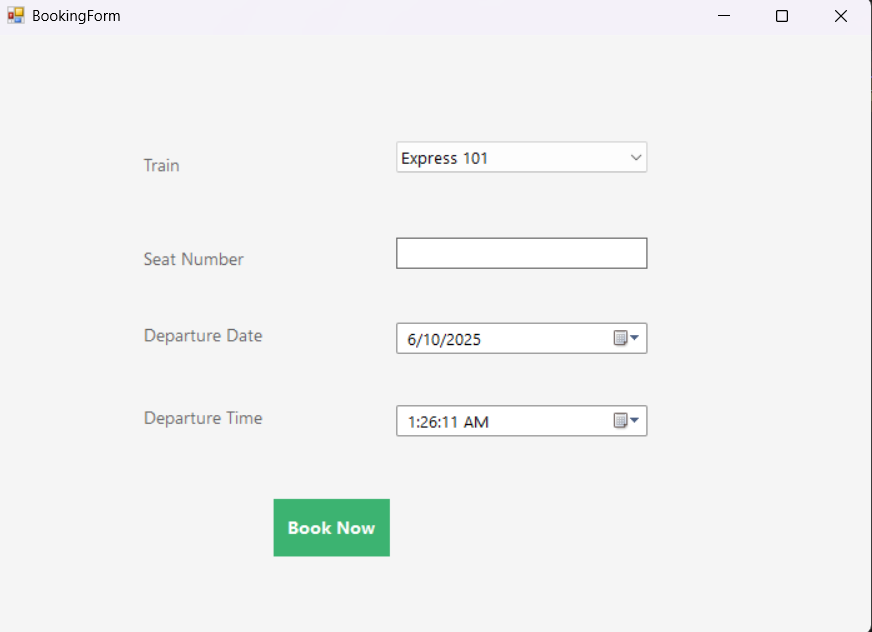 BookingForm
Train
Express 101
Seat Number
Departure Date
6/10/2025
Departure Time
1:26:11 AM
Book Now